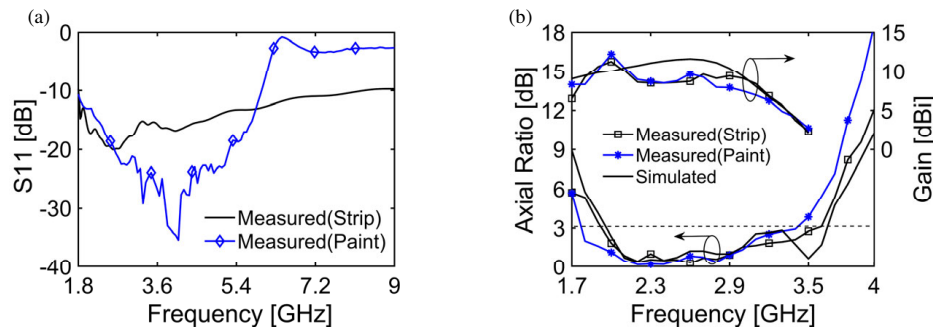 (a)
S11 [dB]
0
-10
-20
-30
-40
Measured(Strip)
Measured(Paint)
1.8 3.6 5.4 7.2 9
Frequency [GHz]
(b)
Axial Ratio [dB]
18
15
12
9
6
3
0
Measured(Strip)
Measured(Paint)
Simulated
15
10
5
0
Gain [dBi]
1.7 2.3 2.9 3.5 4
Frequency [GHz]